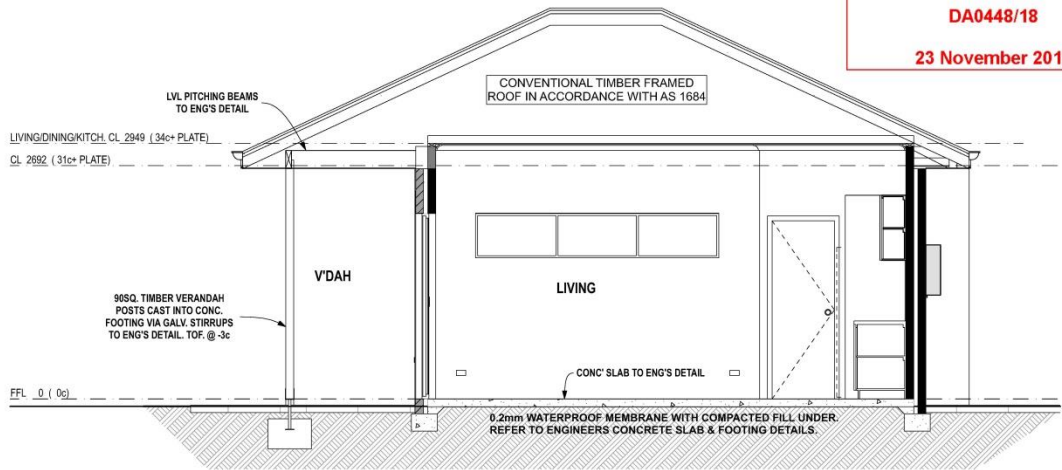 DA0448/18
23 November 201
CONVENTIONAL TIMBER FRAMED
ROOF IN ACCORDANCE WITH AS 1684
LVL PITCHING BEAMS
TO ENG'S DETAIL
LIVING/DINING/KITCH. CL 2949 ( 34c+ PLATE)
CL 2692 ( 31c+ PLATE)
V'DAH
LIVING
90SQ. TIMBER VERANDAH
POSTS CAST INTO CONC.
FOOTING VIA GALV. STIRRUPS
TO ENG'S DETAIL. TOF. @ -3c
CONC' SLAB TO ENG'S DETAIL
FFL 0 ( 0c)
0.2mm WATERPROOF MEMBRANE WITH COMPACTED FILL UNDER.
REFER TO ENGINEERS CONCRETE SLAB & FOOTING DETAILS.